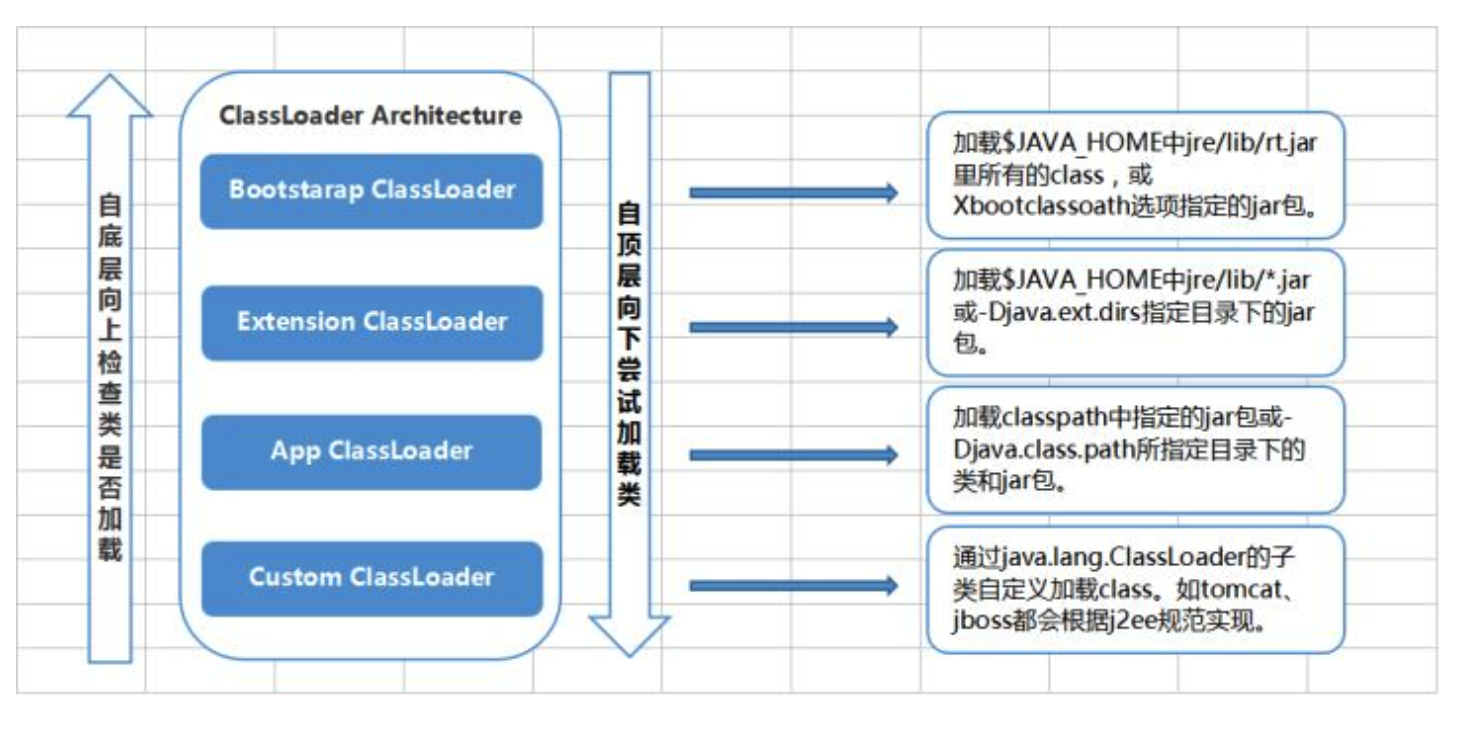 ClassLoader Architecture
自底层向上检查类是否加载
Bootstarap ClassLoader
Extension ClassLoader
App ClassLoader
Custom ClassLoader
自顶层向下尝试加载类
加载$JAVA_HOME中jre/lib/rt.jar
里所有的class，或
Xbootclassoath选项指定的jar包。
加载$JAVA_HOME中jre/lib/*.jar
或-Djava.ext.dirs指定目录下的jar
包。
加载classpath中指定的jar包或-
Djava.class.path所指定目录下的
类和jar包。
通过java.lang.ClassLoader的子
类自定义加载class。如tomcat、
jboss都会根据j2ee规范实现。